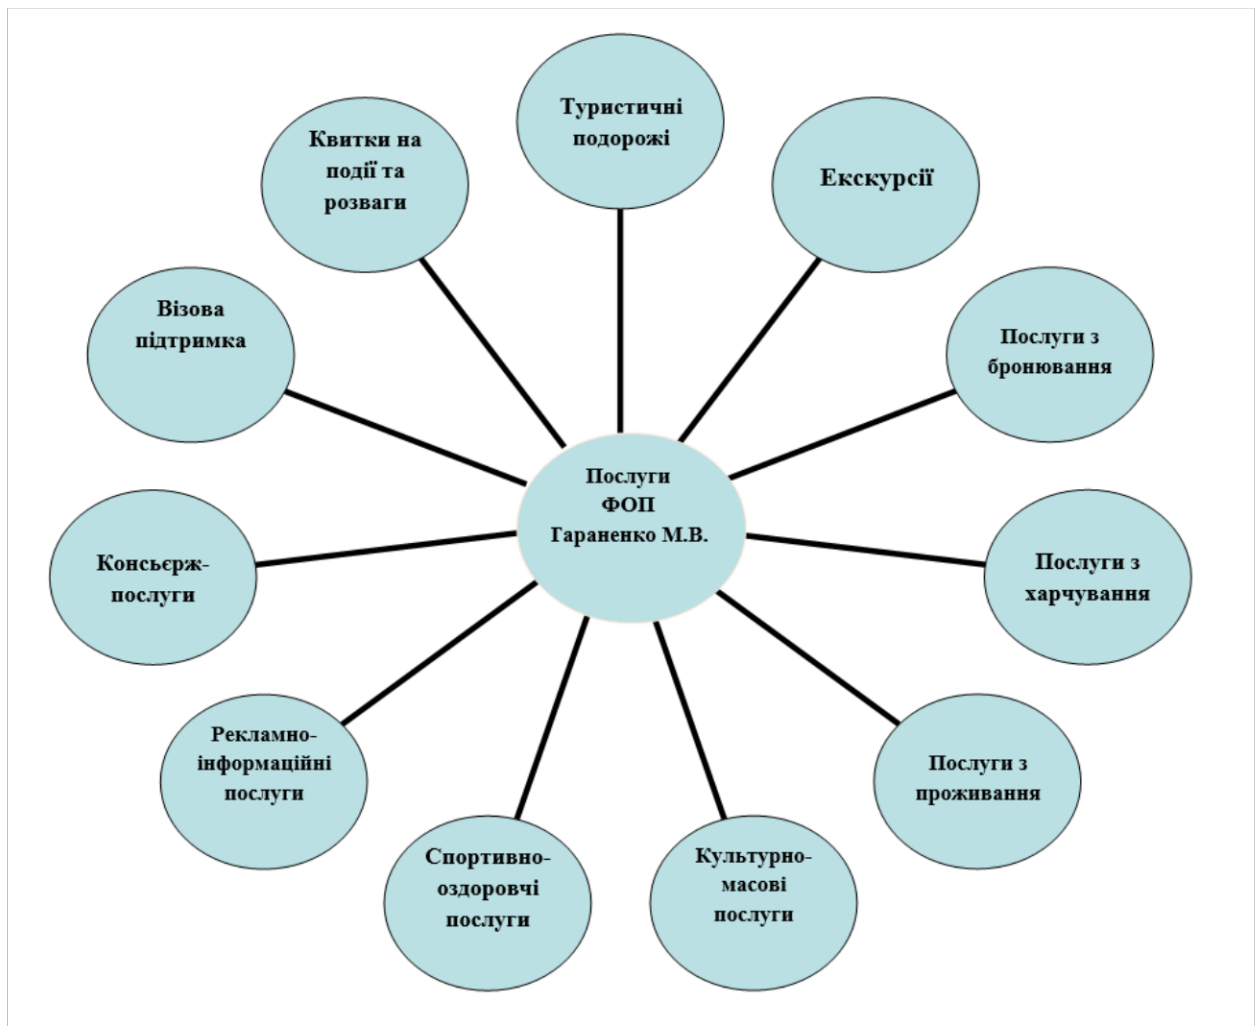 Туристичні
подорожі
Екскурсії
Послуги з
бронювання
Послуги з
харчування
Послуги з
проживання
Культурно-
масові
послуги
Спортивно-
оздоровчі
послуги
Рекламно-
інформаційні
послуги
Консьєрж-
послуги
Візова
підтримка
Квитки на
події та
розваги
Послуги
ФОП
Гараненко М.В.